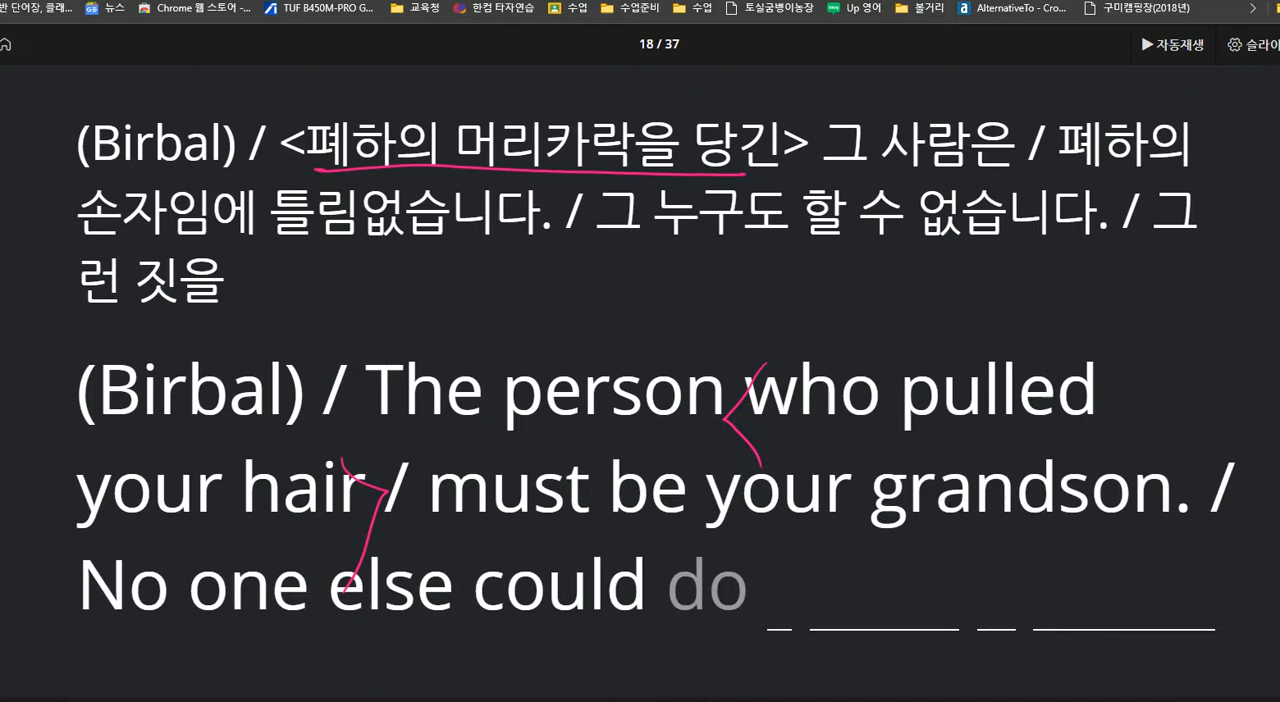 반 단어장, 클래... 뉴스 Chrome 웹 스토어 -... TUF B450M-PRO G... 교육청 한컴 타자연습 수업 수업준비 수업 토실굼벵이농장 Up 영어 볼거리 AlternativeTo - Cro... 구미캠핑장(2018년)
18 / 37 자동재생 슬라이
(Birbal) / <폐하의 머리카락을 당긴> 그 사람은 / 폐하의
손자임에 틀림없습니다. / 그 누구도 할 수 없습니다. / 그
런 짓을
(Birbal) / The person who pulled
your hair / must be your grandson. /
No one else could do